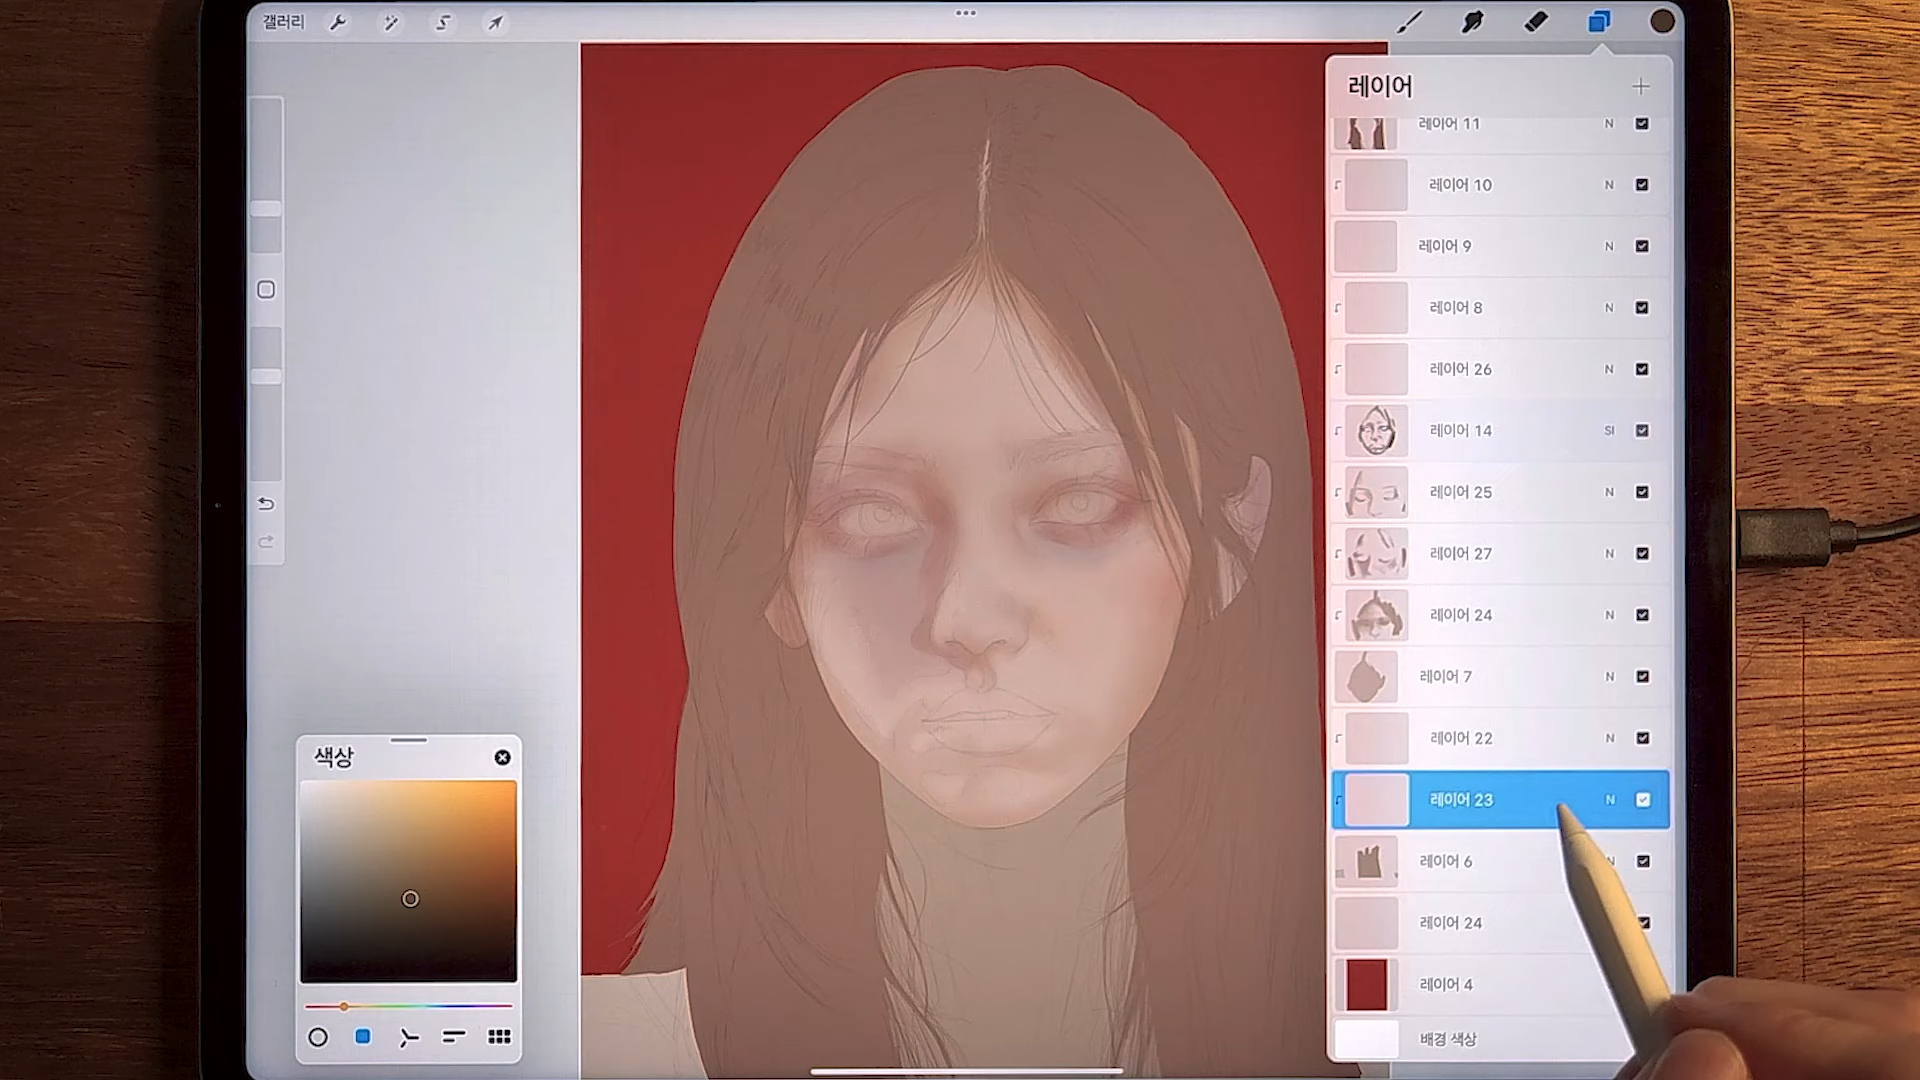 갤러리
레이어
레이어 11 N
레이어 10 N
레이어 9 N
레이어 8 N
레이어 26 N
레이어 14 SI
레이어 25 N
레이어 27 N
레이어 24 N
레이어 7 N
레이어 22 N
레이어 23 N
레이어 6 N
레이어 24
레이어 4
배경 색상
색상